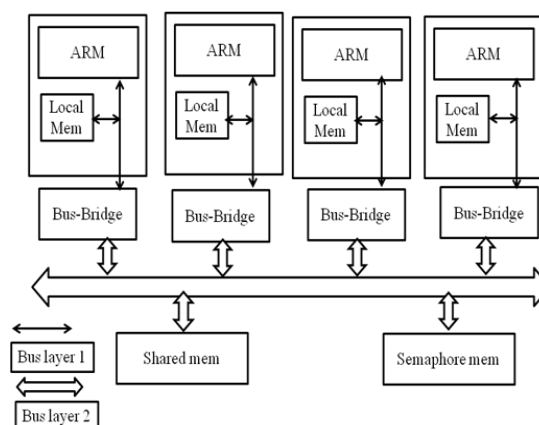 ARM
ARM
ARM
ARM
Local
Mem
Local
Mem
Local
Mem
Local
Mem
Bus-Bridge
Bus-Bridge
Bus-Bridge
Bus-Bridge
Shared mem
Semaphore mem
Bus layer 1
Bus layer 2